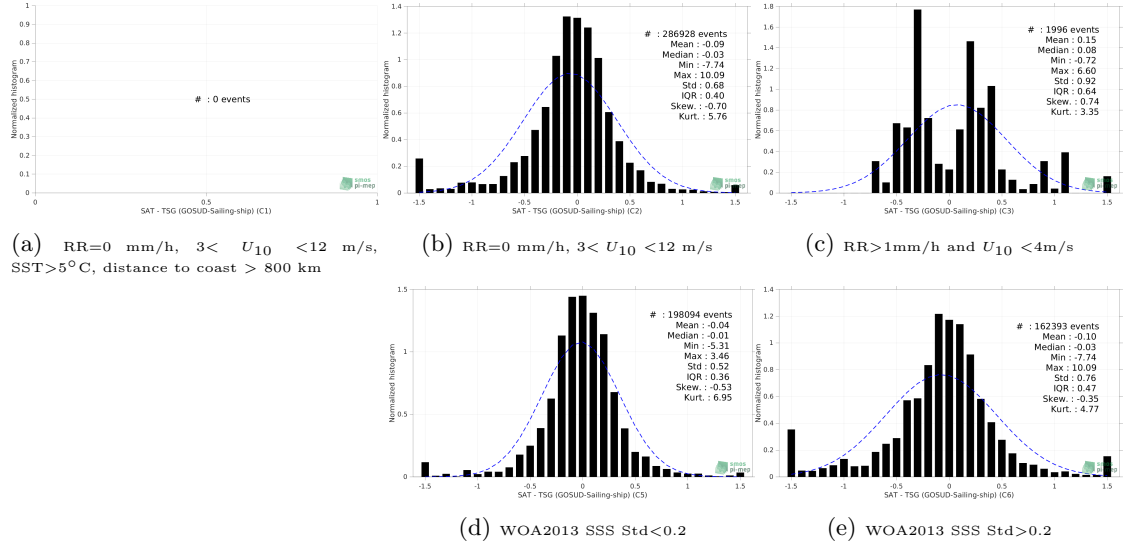 Normalized histogram
1
0.9
0.8
0.7
0.6
0.5
0.4
0.3
0.2
0.1
0
# : 0 events
0
0.5
1
SAT - TSG (GOSUD-Sailing-ship) (C1)
smos
pi-mep
(a) RR=0 mm/h, 3< U10 <12 m/s,
SST>5°C, distance to coast > 800 km
Normalized histogram
1.4
1.2
1
0.8
0.6
0.4
0.2
0
# : 286928 events
Mean : -0.09
Median : -0.03
Min : -7.74
Max : 10.09
Std : 0.68
IQR : 0.40
Skew. : -0.70
Kurt. : 5.76
-1.5
-1
-0.5
0
0.5
1
1.5
SAT - TSG (GOSUD-Sailing-ship) (C2)
smos
pi-mep
(b) RR=0 mm/h, 3< U10 <12 m/s
Normalized histogram
1.8
1.6
1.4
1.2
1
0.8
0.6
0.4
0.2
0
# : 1996 events
Mean : 0.15
Median : 0.08
Min : -0.72
Max : 6.60
Std : 0.92
IQR : 0.64
Skew. : 0.74
Kurt. : 3.35
-1.5
-1
-0.5
0
0.5
1
1.5
SAT - TSG (GOSUD-Sailing-ship) (C3)
smos
pi-mep
(c) RR>1mm/h and U10 <4m/s
Normalized histogram
1.5
1
0.5
0
# : 198094 events
Mean : -0.04
Median : -0.01
Min : -5.31
Max : 3.46
Std : 0.52
IQR : 0.36
Skew. : -0.53
Kurt. : 6.95
-1.5
-1
-0.5
0
0.5
1
1.5
SAT - TSG (GOSUD-Sailing-ship) (C5)
smos
pi-mep
(d) WOA2013 SSS Std<0.2
Normalized histogram
1.4
1.2
1
0.8
0.6
0.4
0.2
0
# : 162393 events
Mean : -0.10
Median : -0.03
Min : -7.74
Max : 10.09
Std : 0.76
IQR : 0.47
Skew. : -0.35
Kurt. : 4.77
-1.5
-1
-0.5
0
0.5
1
1.5
SAT - TSG (GOSUD-Sailing-ship) (C6)
smos
pi-mep
(e) WOA2013 SSS Std>0.2